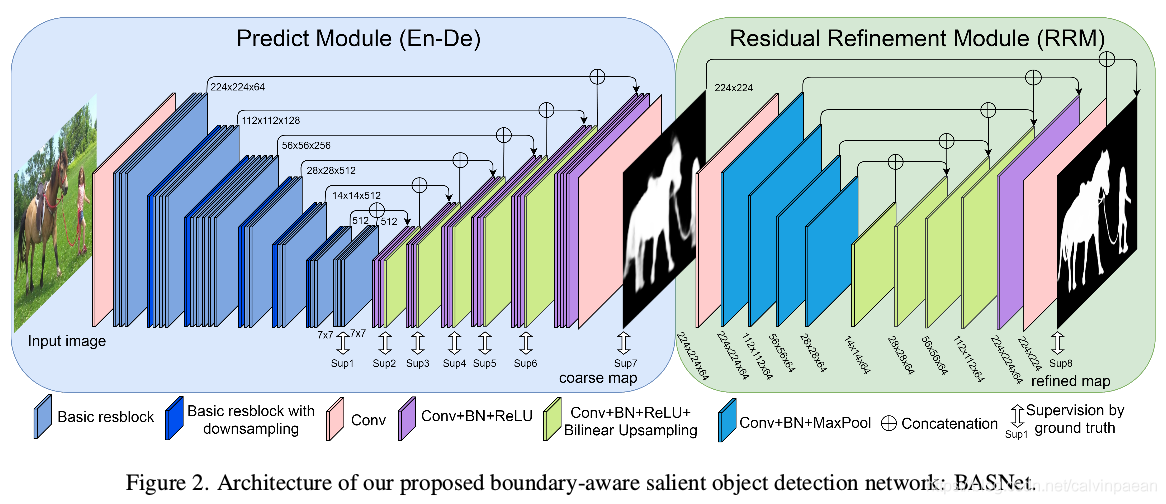 Predict Module (En-De)
Residual Refinement Module (RRM)
224x224x64
112x112x128
56x56x256
28x28x512
14x14x512
512
512
7x7
7x7
224x224
Input image
Sup1
Sup2
Sup3
Sup4
Sup5
Sup6
Sup7
coarse map
224x224x64
224x224x64
112x112x64
56x56x64
28x28x64
14x14x64
28x28x64
56x56x64
112x112x64
224x224x64
224x224
Sup8
refined map
Basic resblock
Basic resblock with
downsampling
Conv
Conv+BN+ReLU
Conv+BN+ReLU+
Bilinear Upsampling
Conv+BN+MaxPool
Concatenation
Sup1
Supervision by
ground truth
Figure 2. Architecture of our proposed boundary-aware salient object detection network: BASNet.
net/calvinpaean